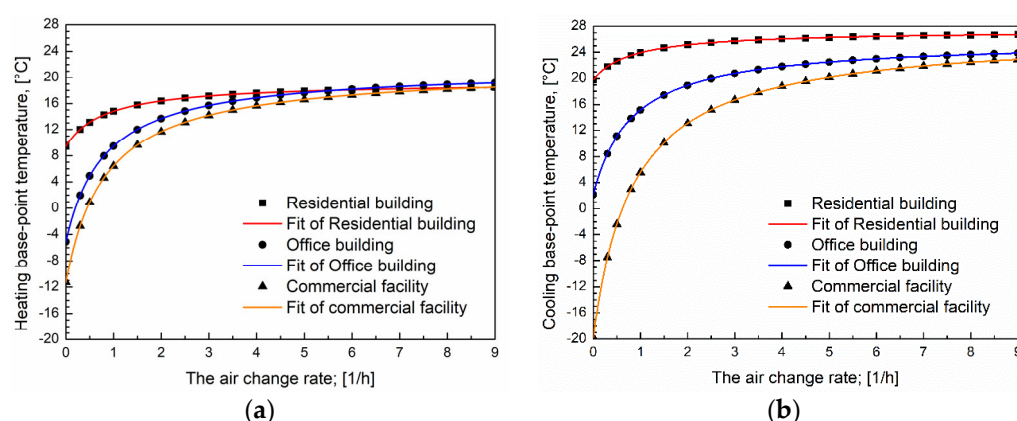 28
24
20
16
12
8
4
0
-4
-8
-12
-16
-20
Heating base-point temperature, [°C]
Residential building
Fit of Residential building
Office building
Fit of Office building
Commercial facility
Fit of commercial facility
0 1 2 3 4 5 6 7 8 9
The air change rate; [1/h]
(a)
28
24
20
16
12
8
4
0
-4
-8
-12
-16
-20
Cooling base-point temperature, [°C]
Residential building
Fit of Residential building
Office building
Fit of Office building
Commercial facility
Fit of commercial facility
0 1 2 3 4 5 6 7 8 9
The air change rate; [1/h]
(b)